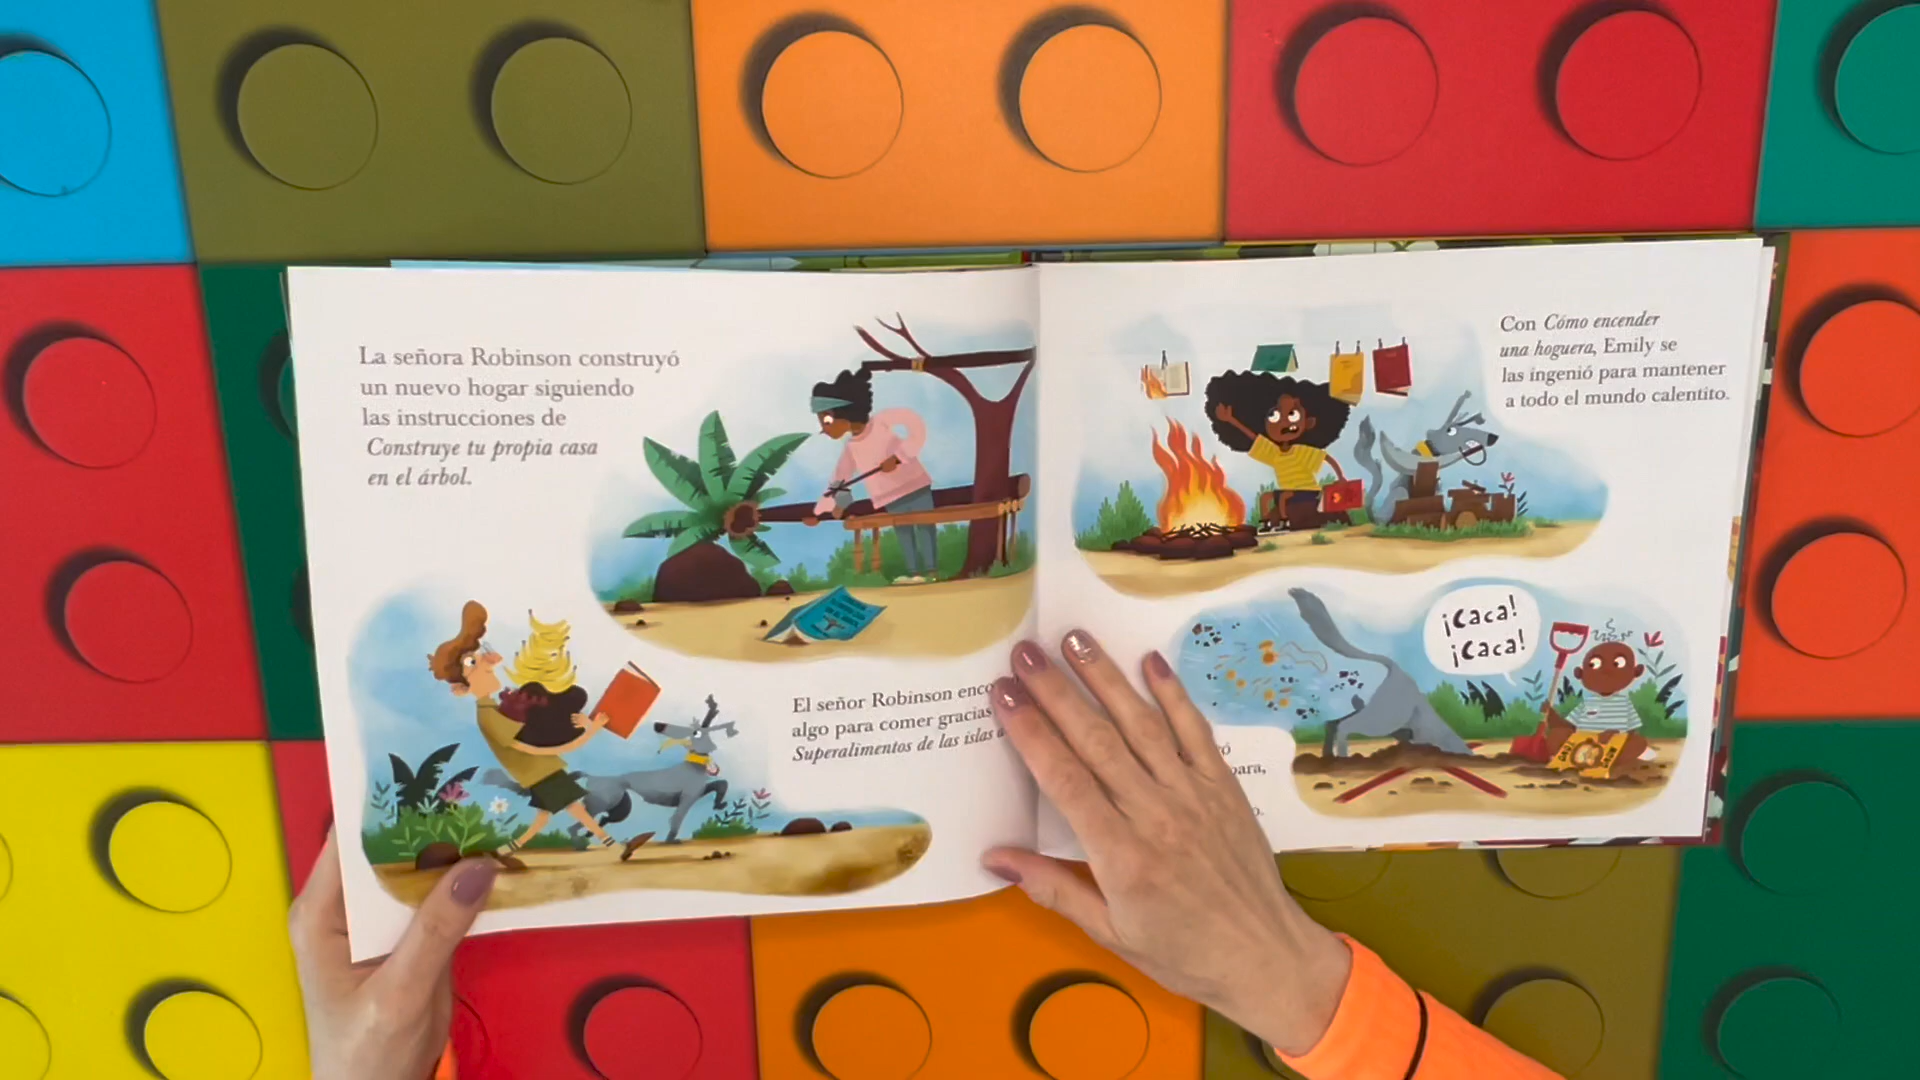 La señora Robinson construyó
un nuevo hogar siguiendo
las instrucciones de
Construye tu propia casa
en el árbol.
El señor Robinson
algo para comer gracias
Superalimentos de las islas
Con Cómo encender
una hoguera, Emily se
las ingenió para mantener
a todo el mundo calentito.
¡Caca!
¡Caca!